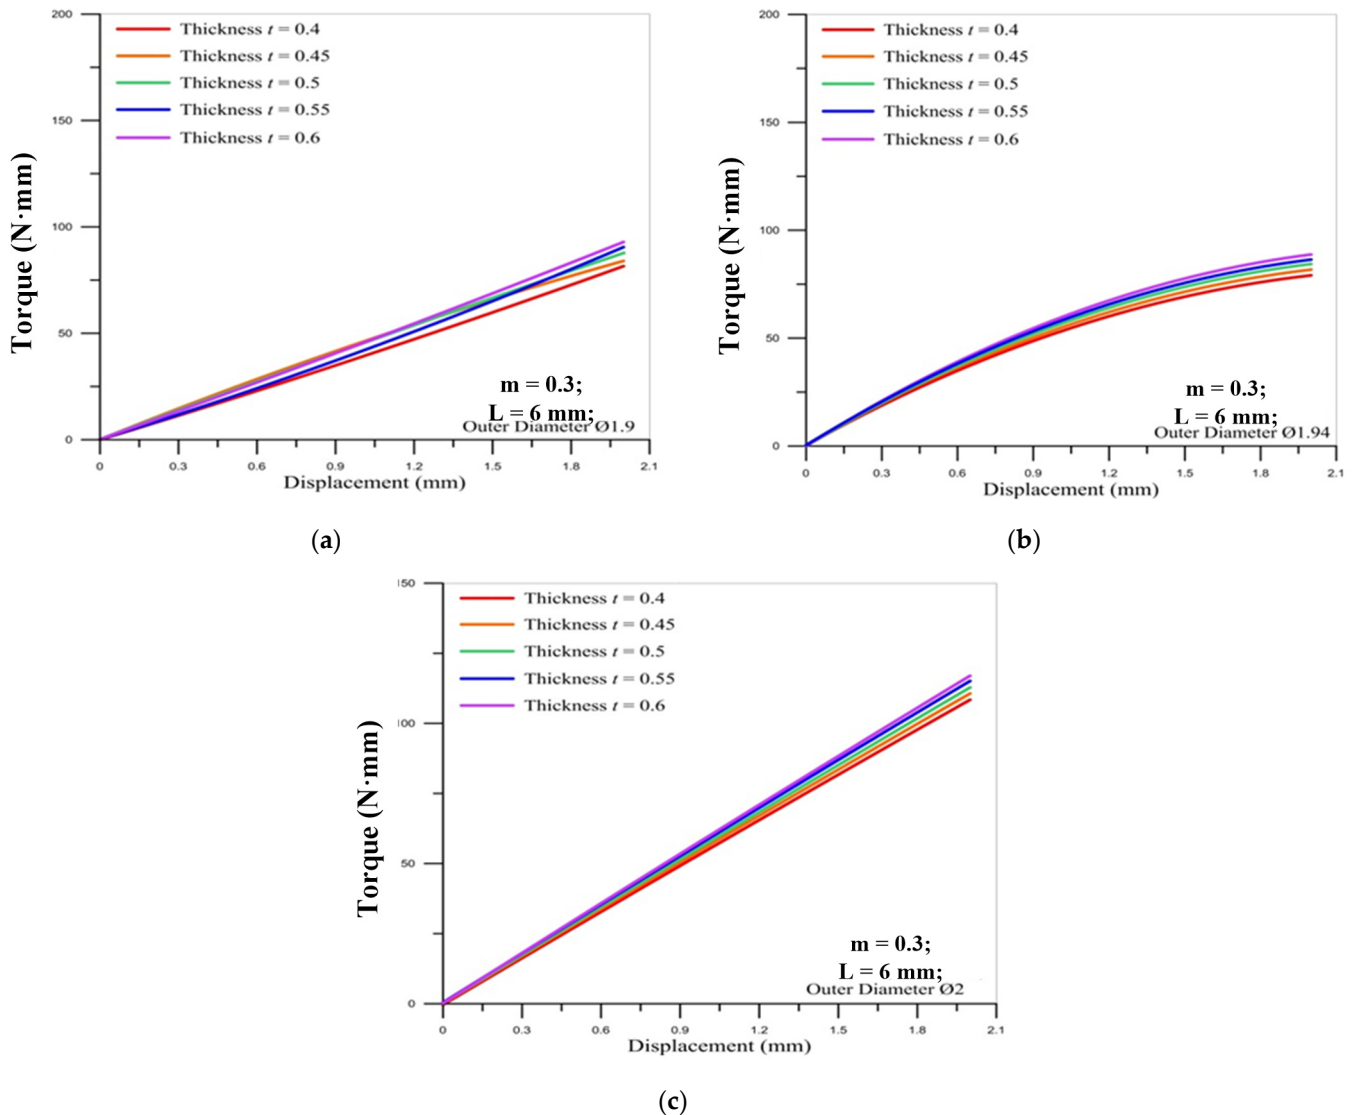 200
150
100
50
0
Torque (N·mm)
Thickness t = 0.4
Thickness t = 0.45
Thickness t = 0.5
Thickness t = 0.55
Thickness t = 0.6
m = 0.3;
L = 6 mm;
Outer Diameter Ø1.9
0 0.3 0.6 0.9 1.2 1.5 1.8 2.1
Displacement (mm)
(a)
200
150
100
50
0
Torque (N·mm)
Thickness t = 0.4
Thickness t = 0.45
Thickness t = 0.5
Thickness t = 0.55
Thickness t = 0.6
m = 0.3;
L = 6 mm;
Outer Diameter Ø1.94
0 0.3 0.6 0.9 1.2 1.5 1.8 2.1
Displacement (mm)
(b)
150
100
50
0
Torque (N·mm)
Thickness t = 0.4
Thickness t = 0.45
Thickness t = 0.5
Thickness t = 0.55
Thickness t = 0.6
m = 0.3;
L = 6 mm;
Outer Diameter Ø2
0 0.3 0.6 0.9 1.2 1.5 1.8 2.1
Displacement (mm)
(c)